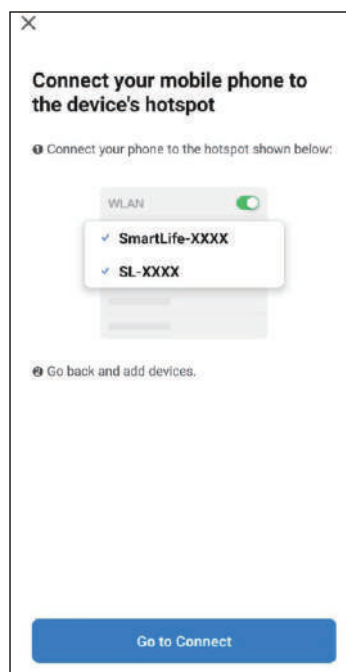 Connect your mobile phone to
the device's hotspot
❶ Connect your phone to the hotspot shown below:
WLAN
SmartLife-XXXX
SL-XXXX
❷ Go back and add devices.
Go to Connect